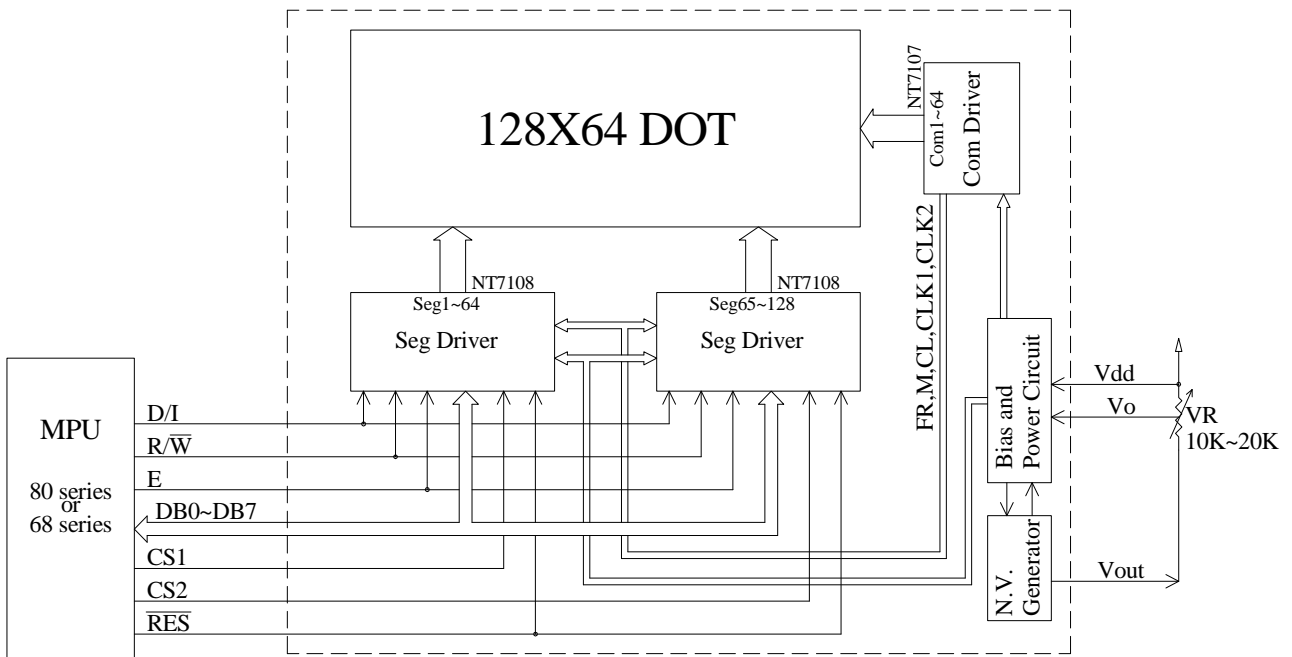 128X64 DOT
NT7107
Com1~64
Com Driver
FR,M,CL,CLK1,CLK2
NT7108
Seg1~64
Seg Driver
NT7108
Seg65~128
Seg Driver
MPU
80 series
or
68 series
D/I
R/W̅
E
DB0~DB7
CS1
CS2
R̅E̅S̅
Bias and
Power Circuit
Vdd
Vo
VR
10K~20K
N.V.
Generator
Vout